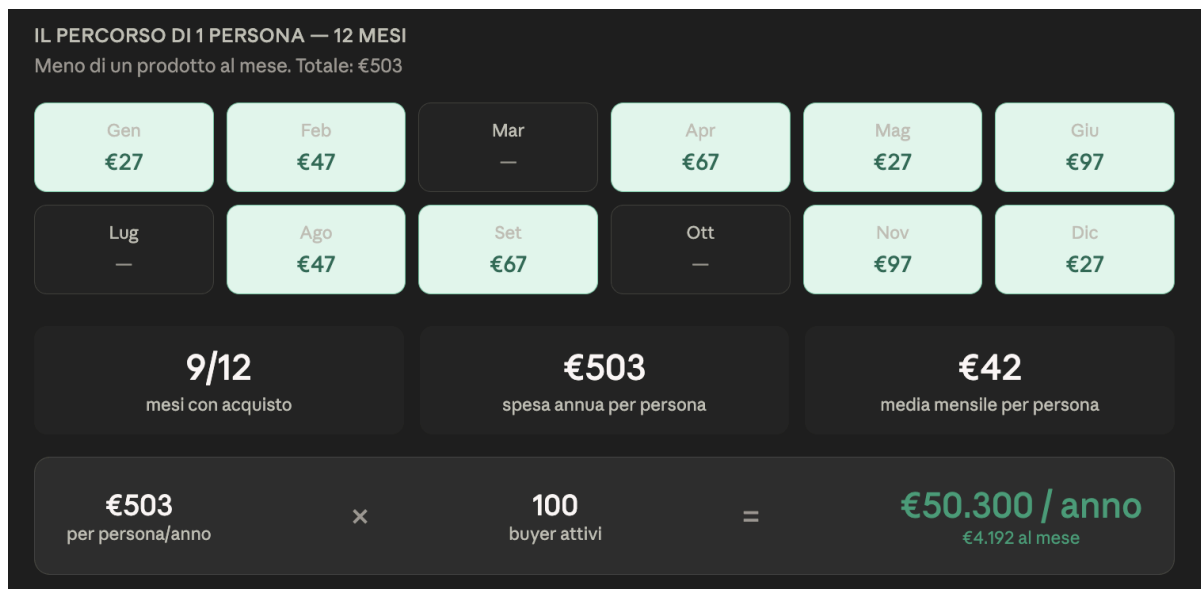 IL PERCORSO DI 1 PERSONA — 12 MESI
Meno di un prodotto al mese. Totale: €503
Gen Feb Mar Apr Mag Giu
€27 €47 — €67 €27 €97
Lug Ago Set Ott Nov Dic
— €47 €67 — €97 €27
9/12 €503 €42
mesi con acquisto spesa annua per persona media mensile per persona
€503 × 100 = €50.300 / anno
per persona/anno buyer attivi €4.192 al mese